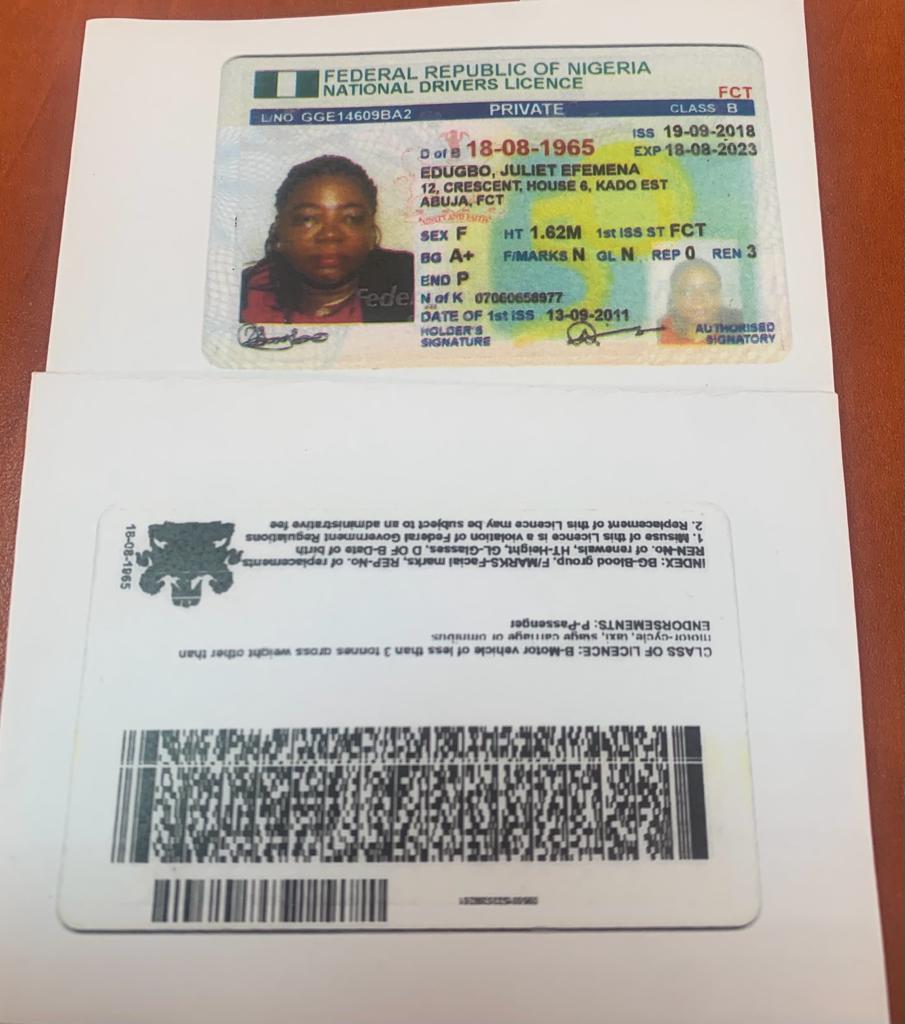 FEDERAL REPUBLIC OF NIGERIA
NATIONAL DRIVERS LICENCE
FCT
L/NO GGE14609BA2 PRIVATE CLASS B
ISS 19-09-2018
D of B 18-08-1965 EXP 18-08-2023
EDUGBO, JULIET EFEMENA
12, CRESCENT, HOUSE 6, KADO EST
ABUJA, FCT
SEX F HT 1.62M 1st ISS ST FCT
BG A+ F/MARKS N GL N REP 0 REN 3
END P
N of K 07060658977
DATE OF 1st ISS 13-09-2011
HOLDER'S
SIGNATURE
AUTHORISED
SIGNATORY
CLASS OF LICENCE: B-Motor vehicle of less than 3 tonnes gross weight other than
motor-cycle, taxi, stage carriage or omnibus
ENDORSEMENTS: P-Passenger
INDEX: BG-Blood group, F/MARKS-Facial marks, REP-No. of replacements
REN-No. of renewals, HT-Height, GL-Glasses, D OF B-Date of birth
1. Misuse of this Licence is a violation of Federal Government Regulations
2. Replacement of this Licence may be subject to an administrative fee
18-08-1965